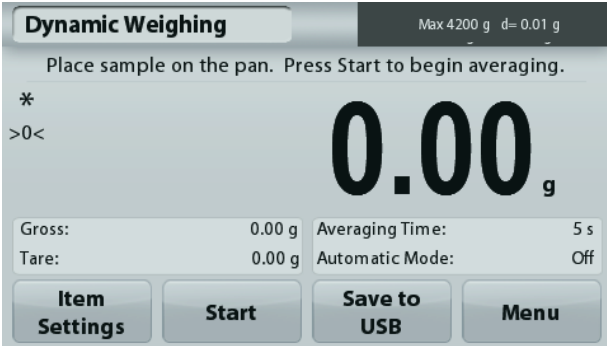 Dynamic Weighing
Max 4200 g d= 0.01 g
Place sample on the pan. Press Start to begin averaging.
*
>0<
0.00 g
Gross: 0.00 g
Averaging Time: 5 s
Tare: 0.00 g
Automatic Mode: Off
Item
Settings
Start
Save to
USB
Menu